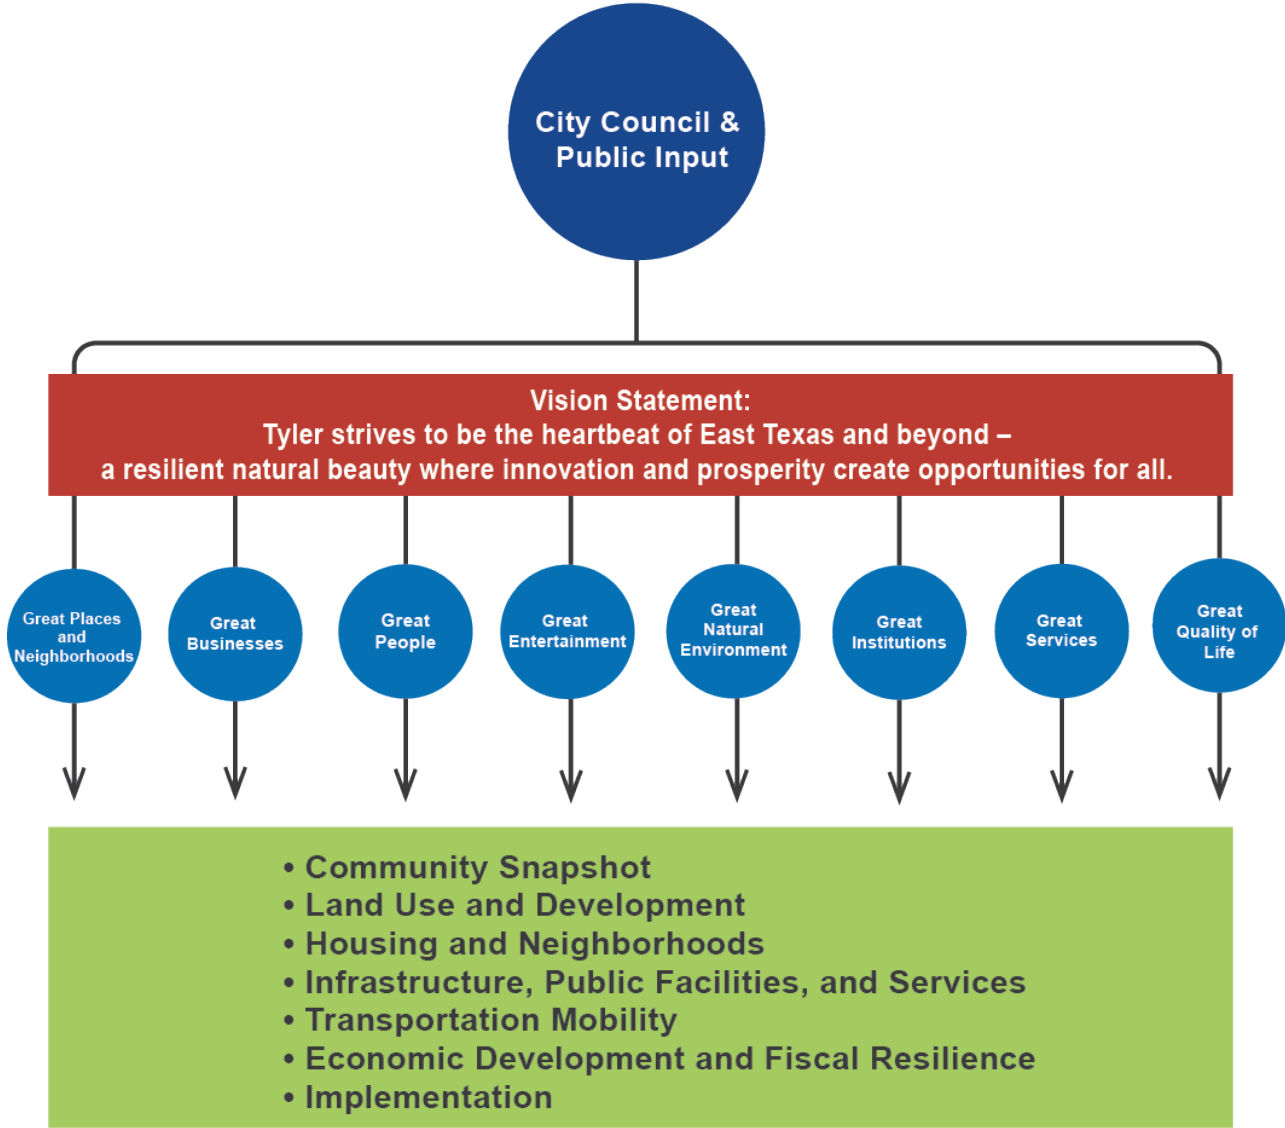 City Council &
Public Input
Vision Statement:
Tyler strives to be the heartbeat of East Texas and beyond –
a resilient natural beauty where innovation and prosperity create opportunities for all.
Great Places
and
Neighborhoods
Great
Businesses
Great
People
Great
Entertainment
Great
Natural
Environment
Great
Institutions
Great
Services
Great
Quality of
Life
• Community Snapshot
• Land Use and Development
• Housing and Neighborhoods
• Infrastructure, Public Facilities, and Services
• Transportation Mobility
• Economic Development and Fiscal Resilience
• Implementation